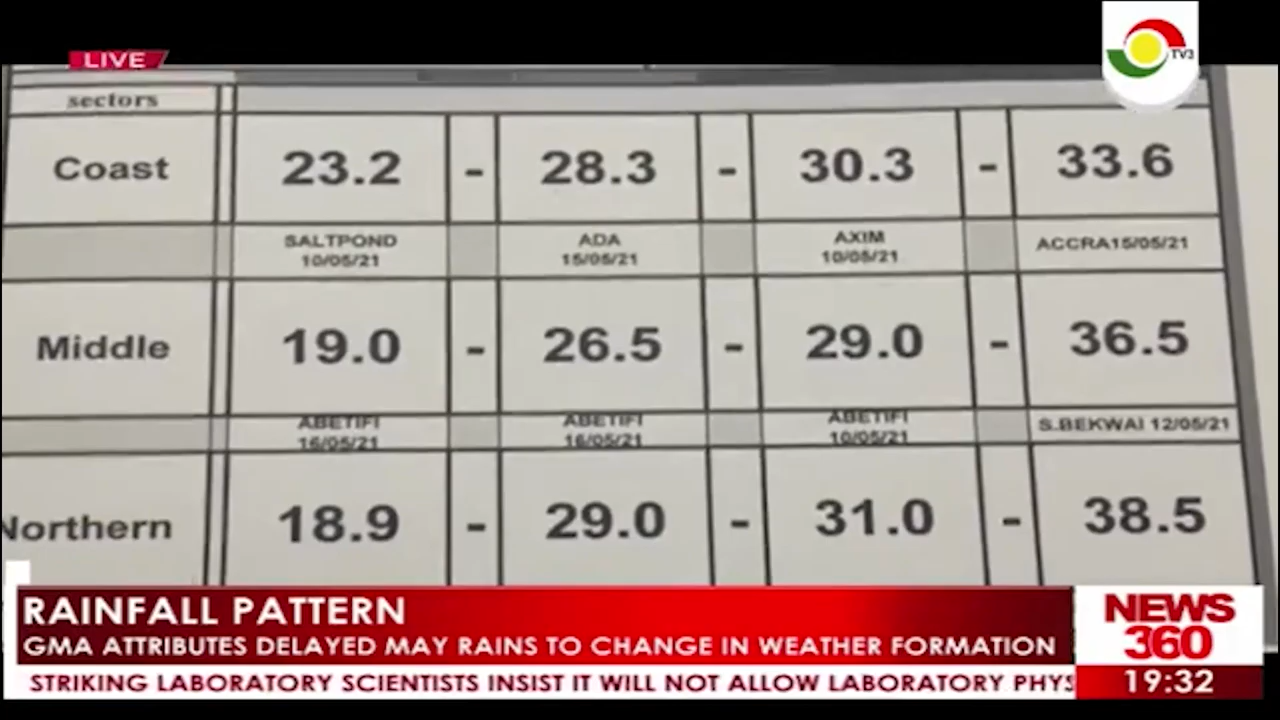 LIVE
TV3
sectors
Coast
23.2 - 28.3 - 30.3 - 33.6
SALTPOND
10/05/21
ADA
15/05/21
AXIM
10/05/21
ACCRA15/05/21
Middle
19.0 - 26.5 - 29.0 - 36.5
ABETIFI
16/05/21
ABETIFI
16/05/21
ABETIFI
10/05/21
S.BEKWAI 12/05/21
Northern
18.9 - 29.0 - 31.0 - 38.5
RAINFALL PATTERN
GMA ATTRIBUTES DELAYED MAY RAINS TO CHANGE IN WEATHER FORMATION
NEWS
360
STRIKING LABORATORY SCIENTISTS INSIST IT WILL NOT ALLOW LABORATORY PHYS
19:32